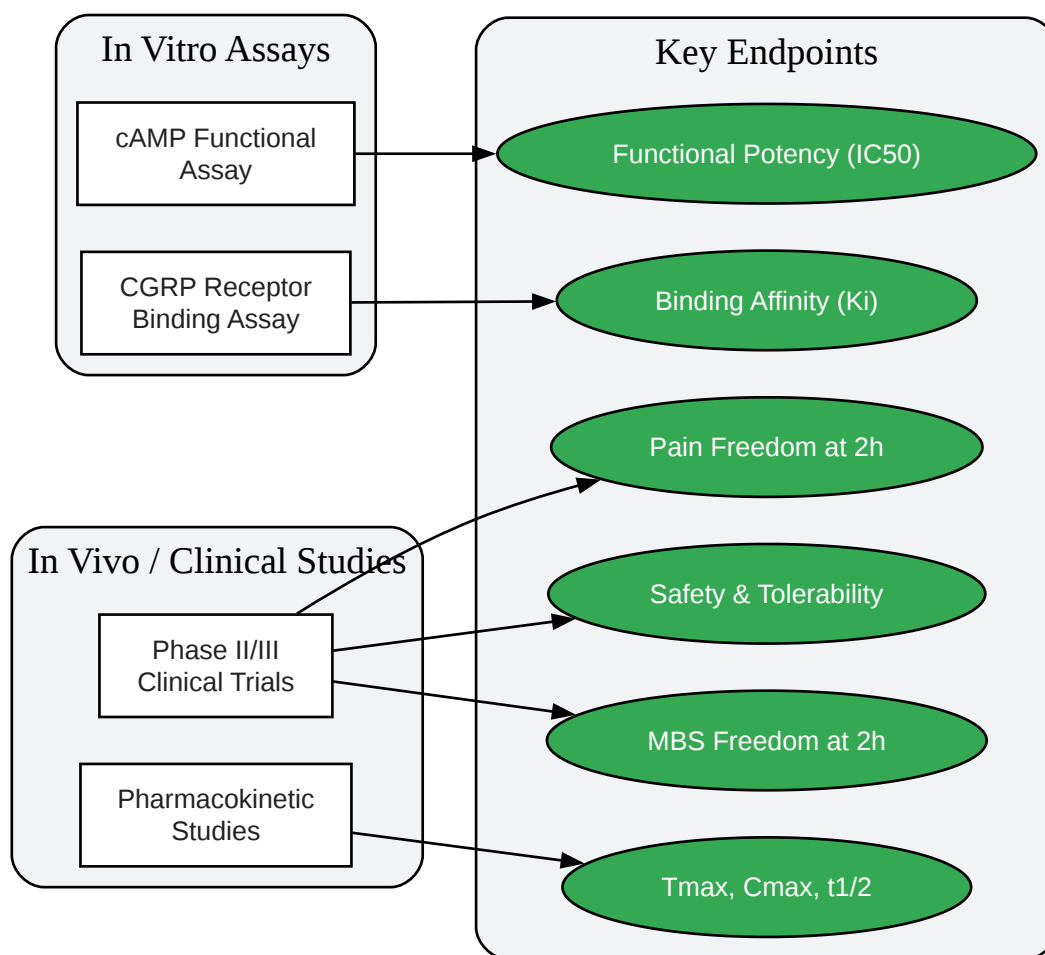 In Vitro Assays
cAMP Functional
Assay
CGRP Receptor
Binding Assay
In Vivo / Clinical Studies
Phase II/III
Clinical Trials
Pharmacokinetic
Studies
Key Endpoints
Functional Potency (IC50)
Binding Affinity (Ki)
Pain Freedom at 2h
Safety & Tolerability
MBS Freedom at 2h
Tmax, Cmax, t1/2